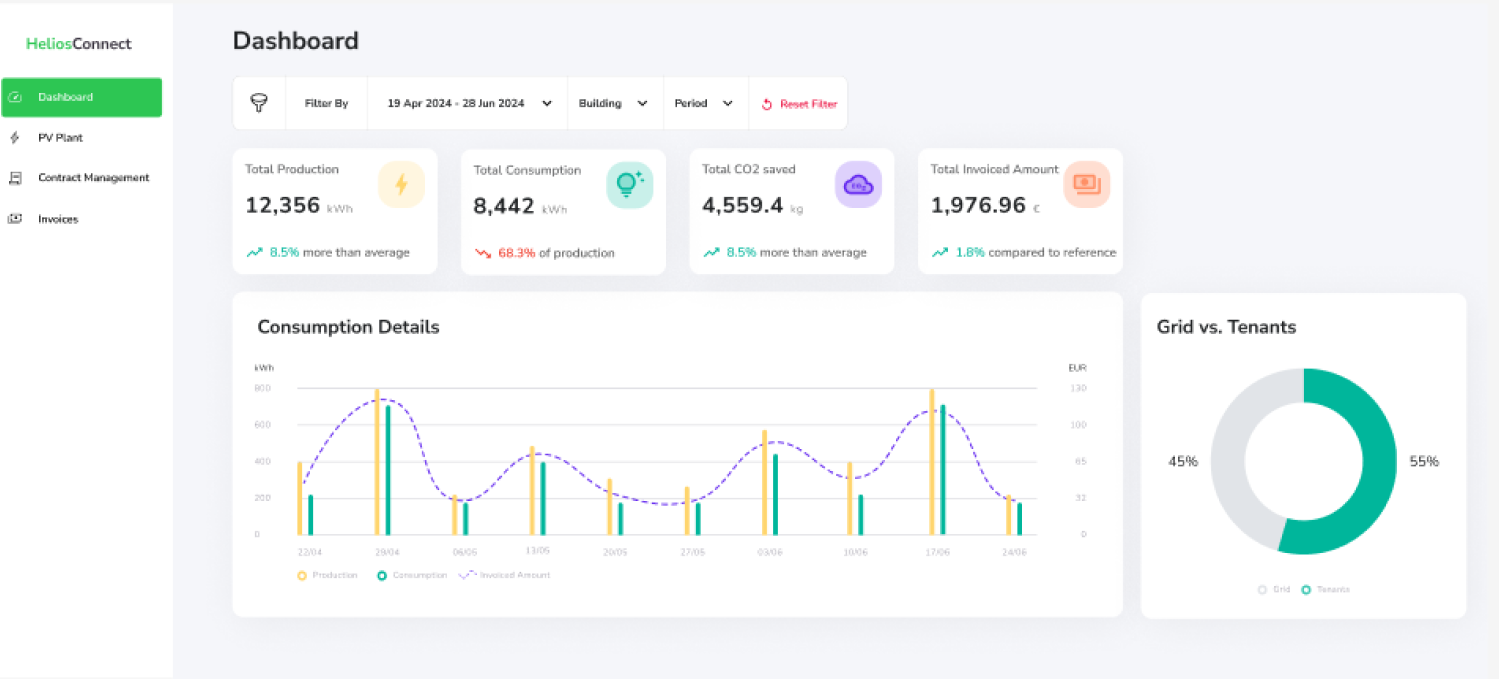 HeliosConnect
Dashboard
PV Plant
Contract Management
Invoices
Dashboard
Filter By
19 Apr 2024 - 28 Jun 2024
Building
Period
Reset Filter
Total Production
12,356 kWh
8.5% more than average
Total Consumption
8,442 kWh
68.3% of production
Total CO2 saved
4,559.4 kg
8.5% more than average
Total Invoiced Amount
1,976.96 €
1.8% compared to reference
CO2
Consumption Details
kWh
EUR
800
600
400
200
0
130
100
65
32
0
22/04 29/04 06/05 13/05 20/05 27/05 03/06 10/06 17/06 24/06
Production Consumption Invoiced Amount
Grid vs. Tenants
45%
55%
Grid Tenants